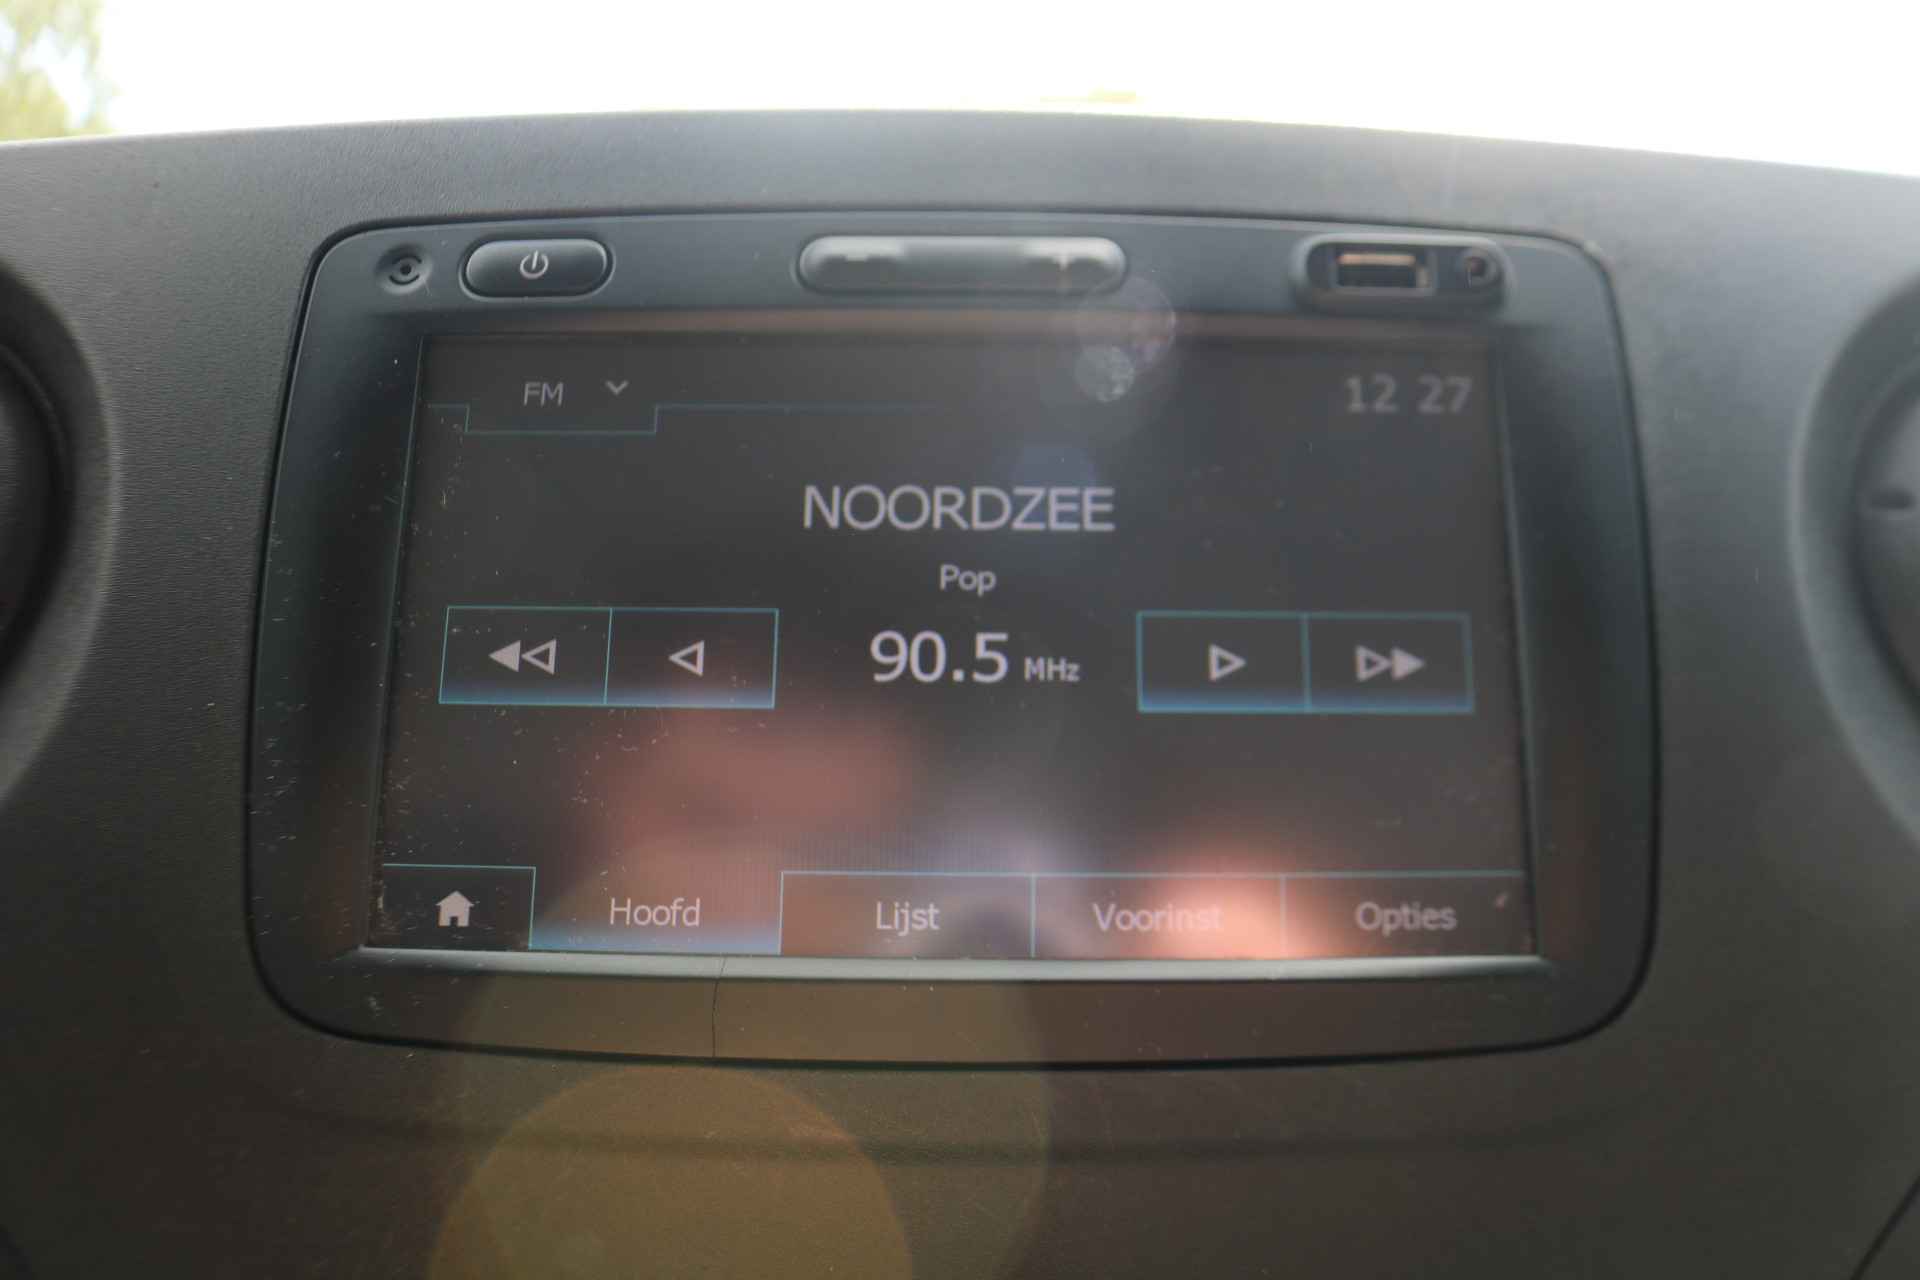 FM
12 27
NOORDZEE
Pop
90.5 MHz
Hoofd
Lijst
Voorinst
Opties